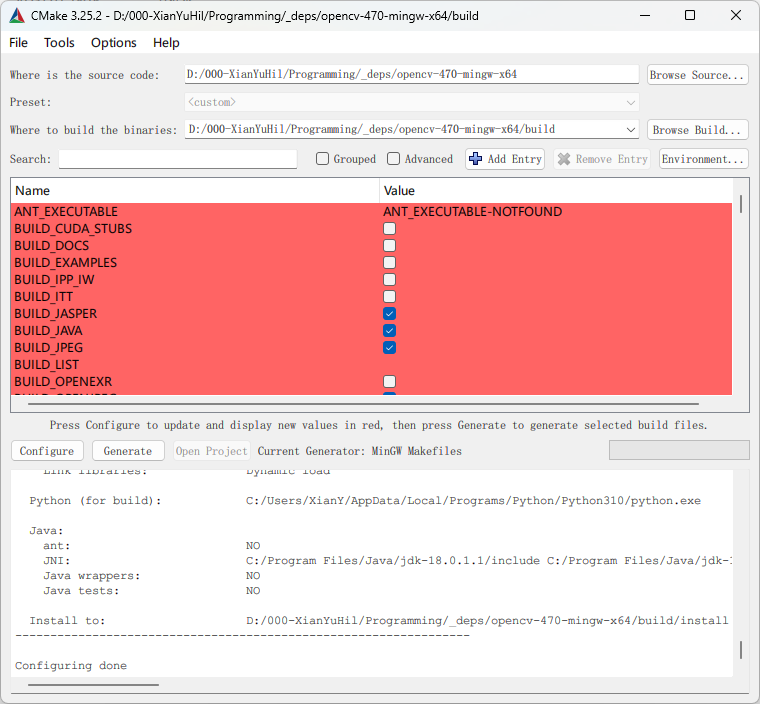 CMake 3.25.2 - D:/000-XianYuHil/Programming/_deps/opencv-470-mingw-x64/build
File Tools Options Help
Where is the source code: D:/000-XianYuHil/Programming/_deps/opencv-470-mingw-x64 Browse Source...
Preset: <custom>
Where to build the binaries: D:/000-XianYuHil/Programming/_deps/opencv-470-mingw-x64/build Browse Build...
Search: Grouped Advanced Add Entry Remove Entry Environment...
Name Value
ANT_EXECUTABLE ANT_EXECUTABLE-NOTFOUND
BUILD_CUDA_STUBS
BUILD_DOCS
BUILD_EXAMPLES
BUILD_IPP_IW
BUILD_ITT
BUILD_JASPER
BUILD_JAVA
BUILD_JPEG
BUILD_LIST
BUILD_OPENEXR
Press Configure to update and display new values in red, then press Generate to generate selected build files.
Configure Generate Open Project Current Generator: MinGW Makefiles
Link libraries: Dynamic load
Python (for build): C:/Users/XianY/AppData/Local/Programs/Python/Python310/python.exe
Java:
ant: NO
JNI: C:/Program Files/Java/jdk-18.0.1.1/include C:/Program Files/Java/jdk-1
Java wrappers: NO
Java tests: NO
Install to: D:/000-XianYuHil/Programming/_deps/opencv-470-mingw-x64/build/install
-----------------------------------------------------------------
Configuring done